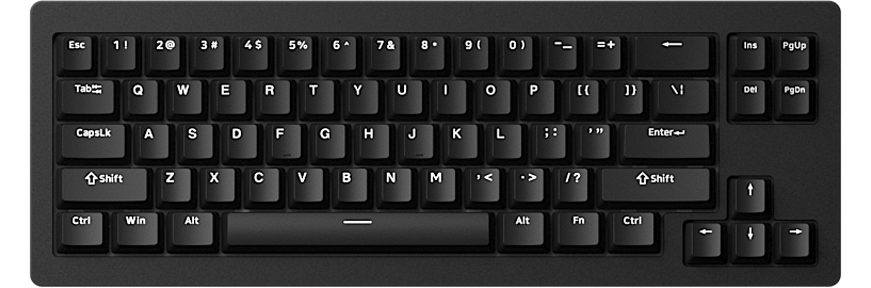 Esc 1! 2@ 3# 4$ 5% 6^ 7& 8* 9( 0) -_ =+ ← Ins PgUp
Tab Q W E R T Y U I O P [{ ]} \| Del PgDn
CapsLk A S D F G H J K L ;: '" Enter↵
⇧Shift Z X C V B N M ,< .> /? ⇧Shift ↑
Ctrl Win Alt Alt Fn Ctrl ← ↓ →